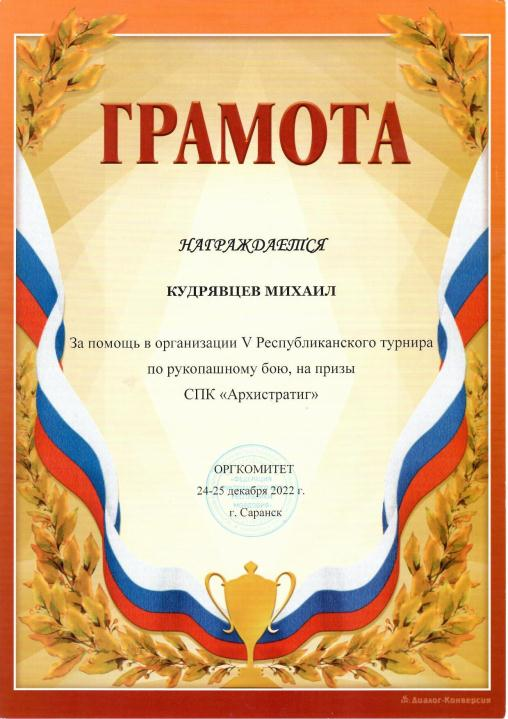 ГРАМОТА
НАГРАЖДАЕТСЯ
КУДРЯВЦЕВ МИХАИЛ
За помощь в организации V Республиканского турнира
по рукопашному бою, на призы
СПК «Архистратиг»
ОРГКОМИТЕТ
24-25 декабря 2022 г.
г. Саранск
Диалог-Конверсия